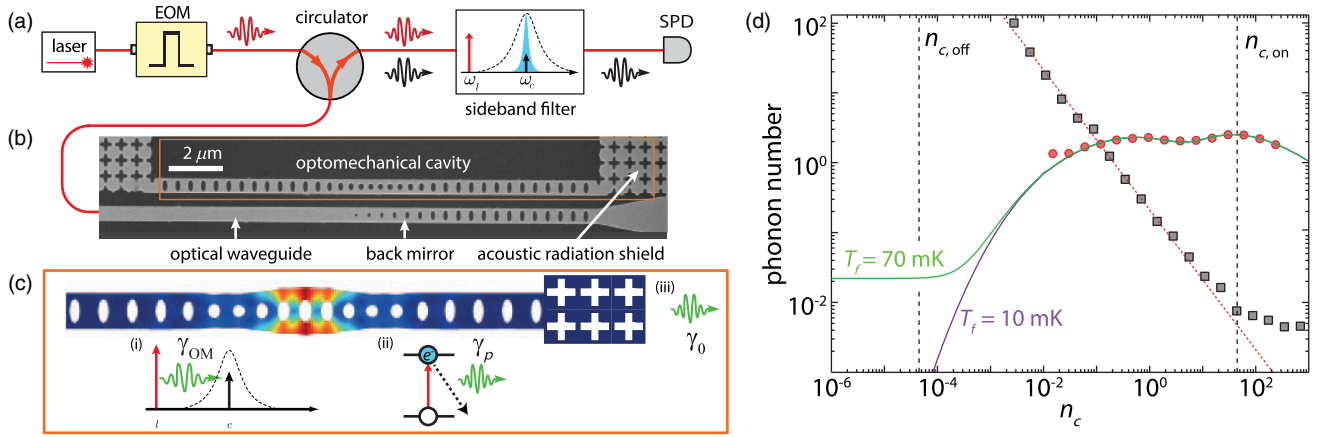 (a)
EOM
laser
circulator
SPD
ω_l
ω_c
sideband filter
(b)
2 μm
optomechanical cavity
optical waveguide
back mirror
acoustic radiation shield
(c)
(i)
γ_OM
l
c
(ii)
e^-
γ_p
(iii)
γ_0
(d)
n_c, off
n_c, on
10^2
10^0
10^-2
phonon number
T_f = 70 mK
T_f = 10 mK
10^-6
10^-4
10^-2
10^0
10^2
n_c